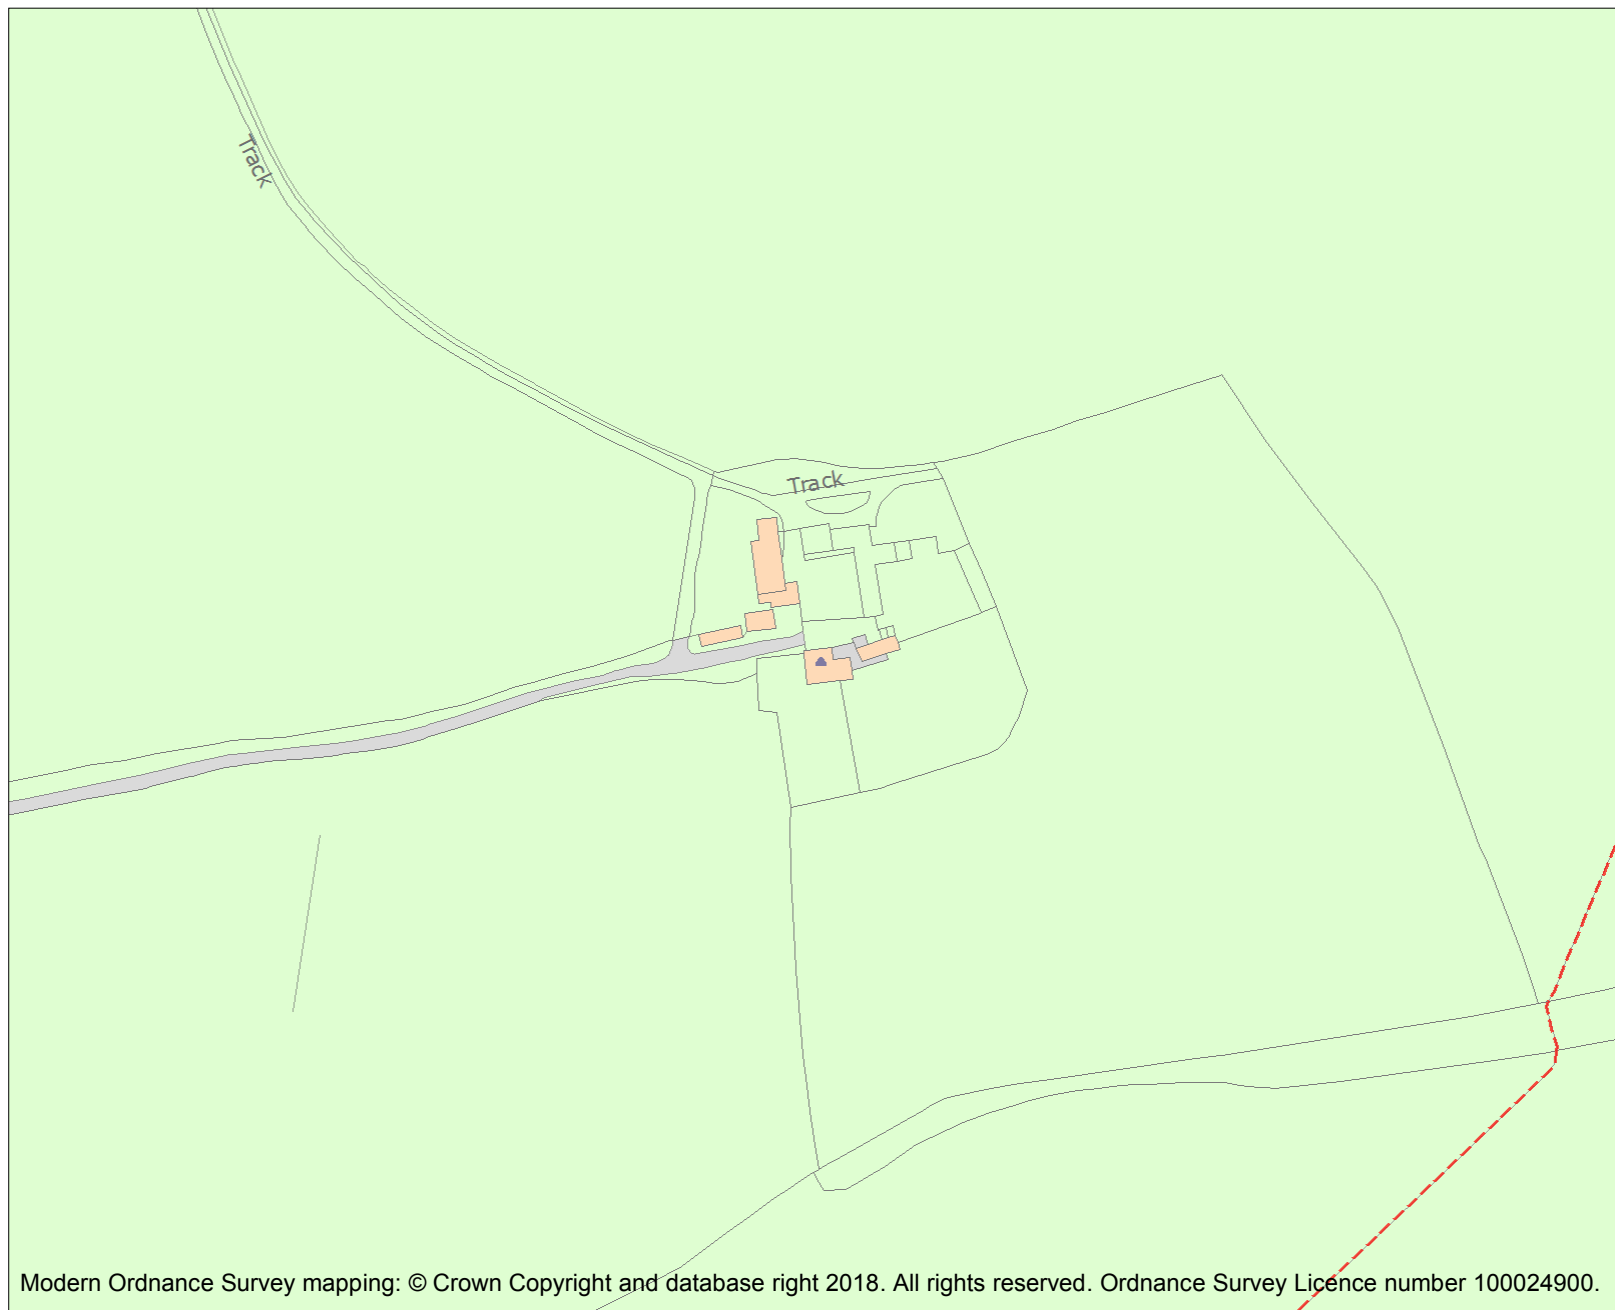 Track
Track
Modern Ordnance Survey mapping: © Crown Copyright and database right 2018. All rights reserved. Ordnance Survey Licence number 100024900.